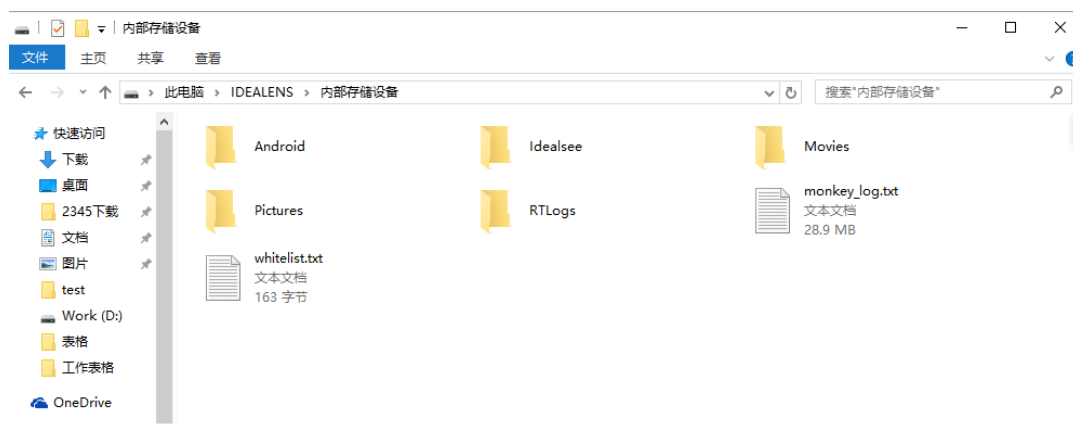 内部存储设备
文件 主页 共享 查看
此电脑 › IDEALENS › 内部存储设备
搜索"内部存储设备"
快速访问
下载
桌面
2345下载
文档
图片
test
Work (D:)
表格
工作表格
OneDrive
Android
Idealsee
Movies
Pictures
RTLogs
monkey_log.txt
文本文档
28.9 MB
whitelist.txt
文本文档
163 字节